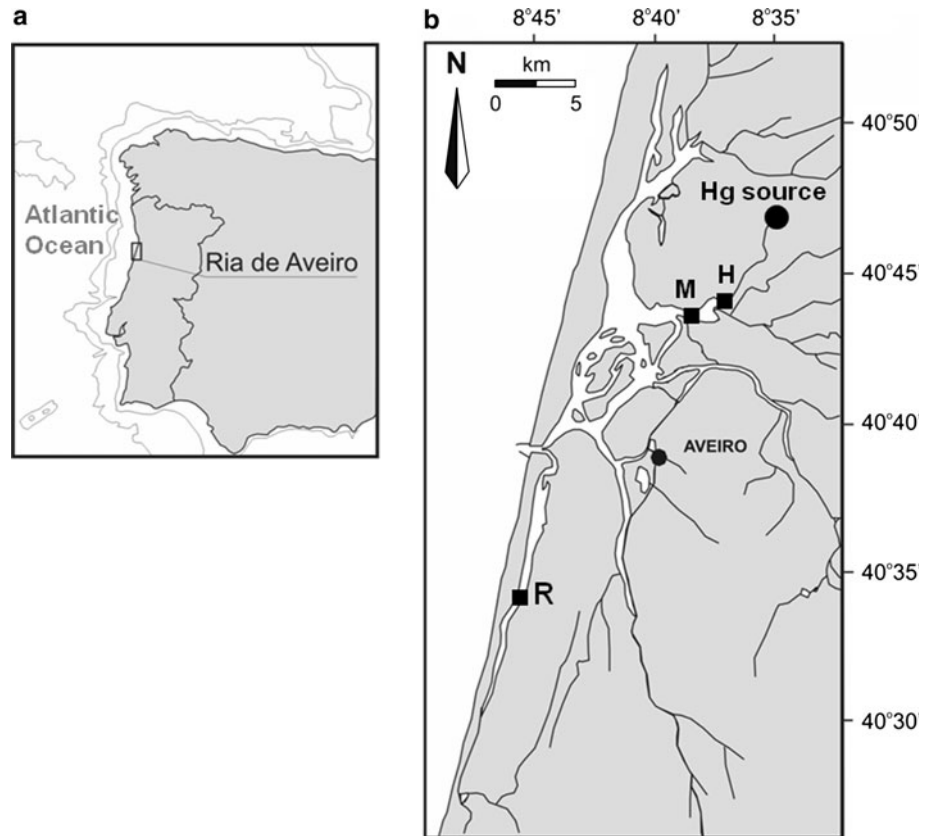 a
Atlantic
Ocean
Ria de Aveiro
b
8°45' 8°40' 8°35'
N
km
0 5
40°50'
Hg source
40°45'
H
M
40°40'
AVEIRO
40°35'
R
40°30'